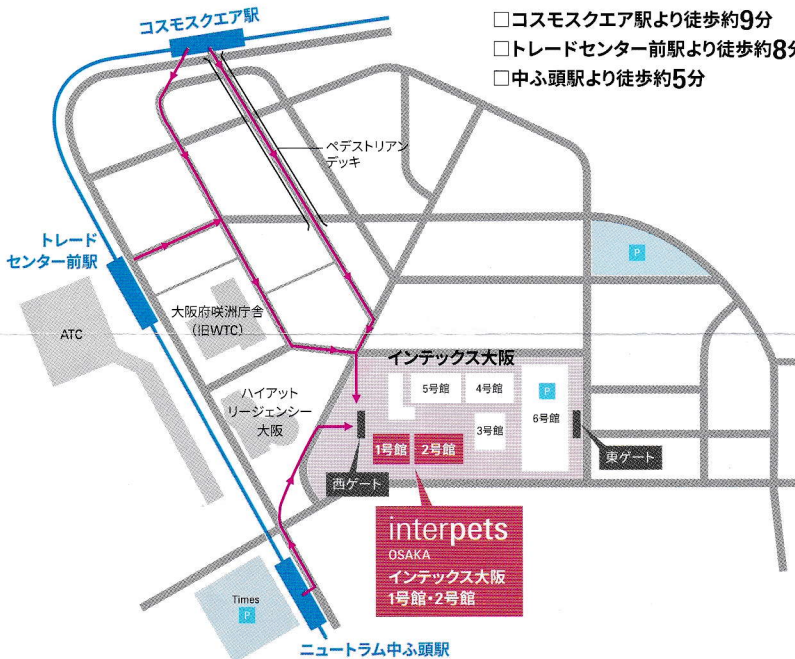 コスモスクエア駅
□コスモスクエア駅より徒歩約9分
□トレードセンター前駅より徒歩約8分
□中ふ頭駅より徒歩約5分
ペデストリアン
デッキ
トレード
センター前駅
P
ATC
大阪府咲洲庁舎
(旧WTC)
インテックス大阪
ハイアット
リージェンシー
大阪
5号館
4号館
P
6号館
3号館
1号館
2号館
西ゲート
東ゲート
interpets
OSAKA
インテックス大阪
1号館・2号館
Times
P
ニュートラム中ふ頭駅